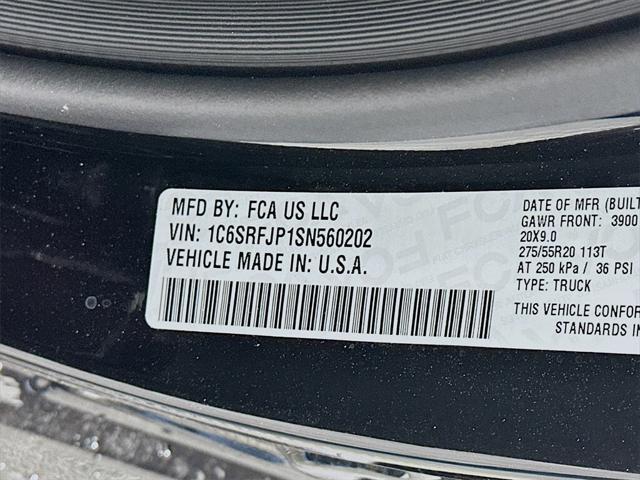 MFD BY: FCA US LLC
VIN: 1C6SRFJP1SN560202
VEHICLE MADE IN: U.S.A.
DATE OF MFR (BUILT
GAWR FRONT: 3900
20X9.0
275/55R20 113T
AT 250 kPa / 36 PSI
TYPE: TRUCK
THIS VEHICLE CONFOR
STANDARDS IN